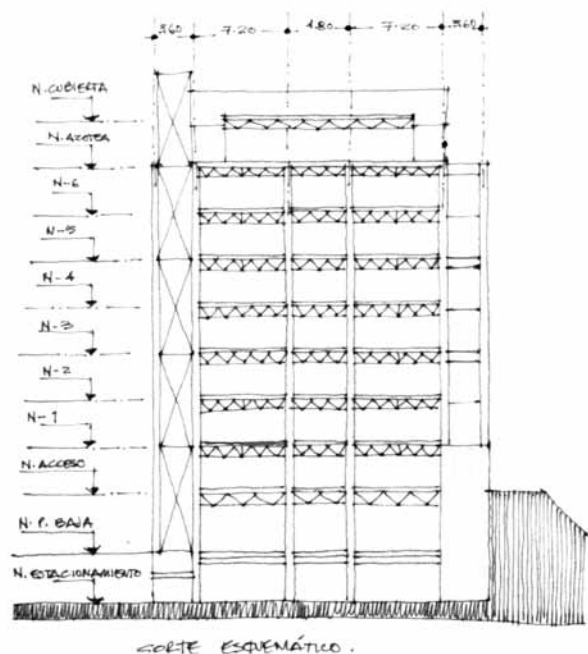 3.60 7.20 4.80 7.20 3.60
N. CUBIERTA
N. AZOTEA
N-6
N-5
N-4
N-3
N-2
N-1
N. ACCESO
N. P. BAJA
N. ESTACIONAMIENTO
CORTE ESQUEMÁTICO.